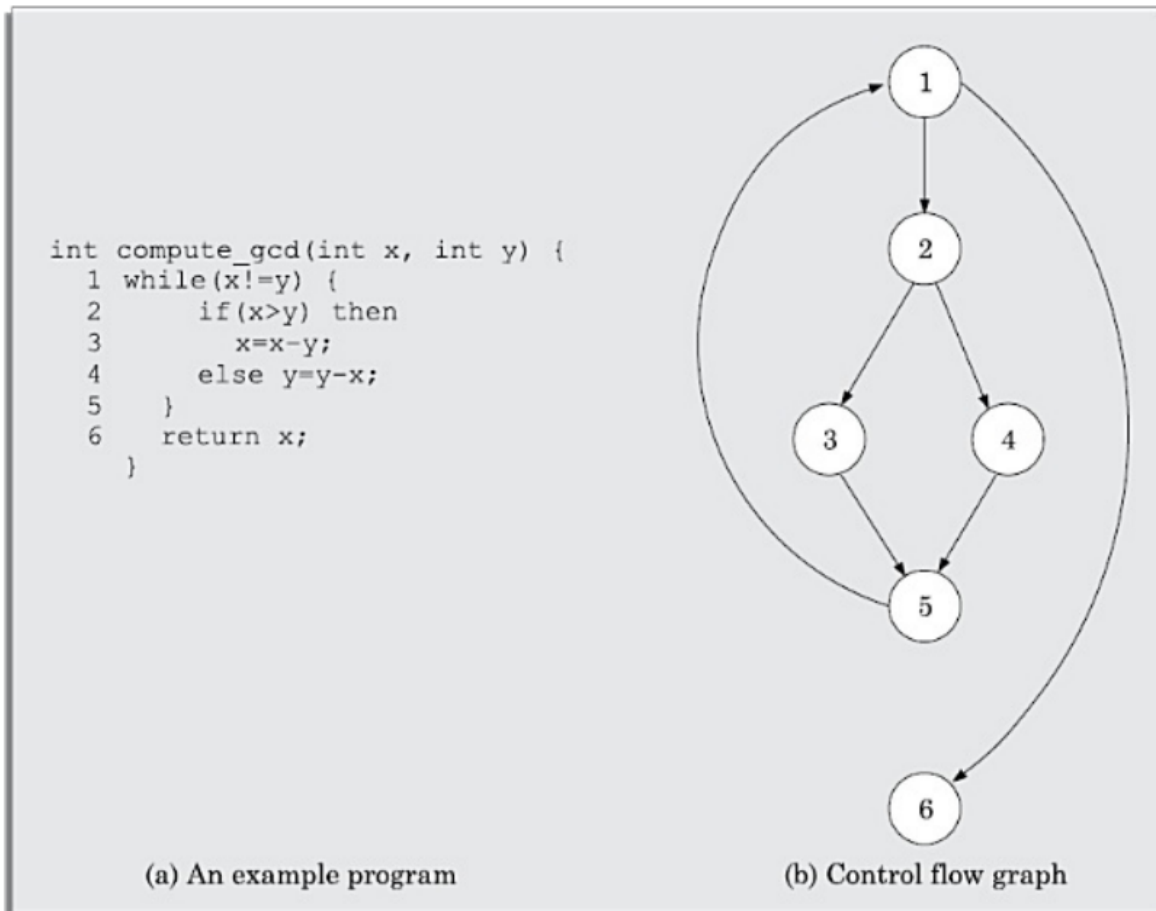 int compute_gcd(int x, int y) {
1 while(x!=y) {
2 if(x>y) then
3 x=x-y;
4 else y=y-x;
5 }
6 return x;
}
1
2
3 4
5
6
(a) An example program (b) Control flow graph